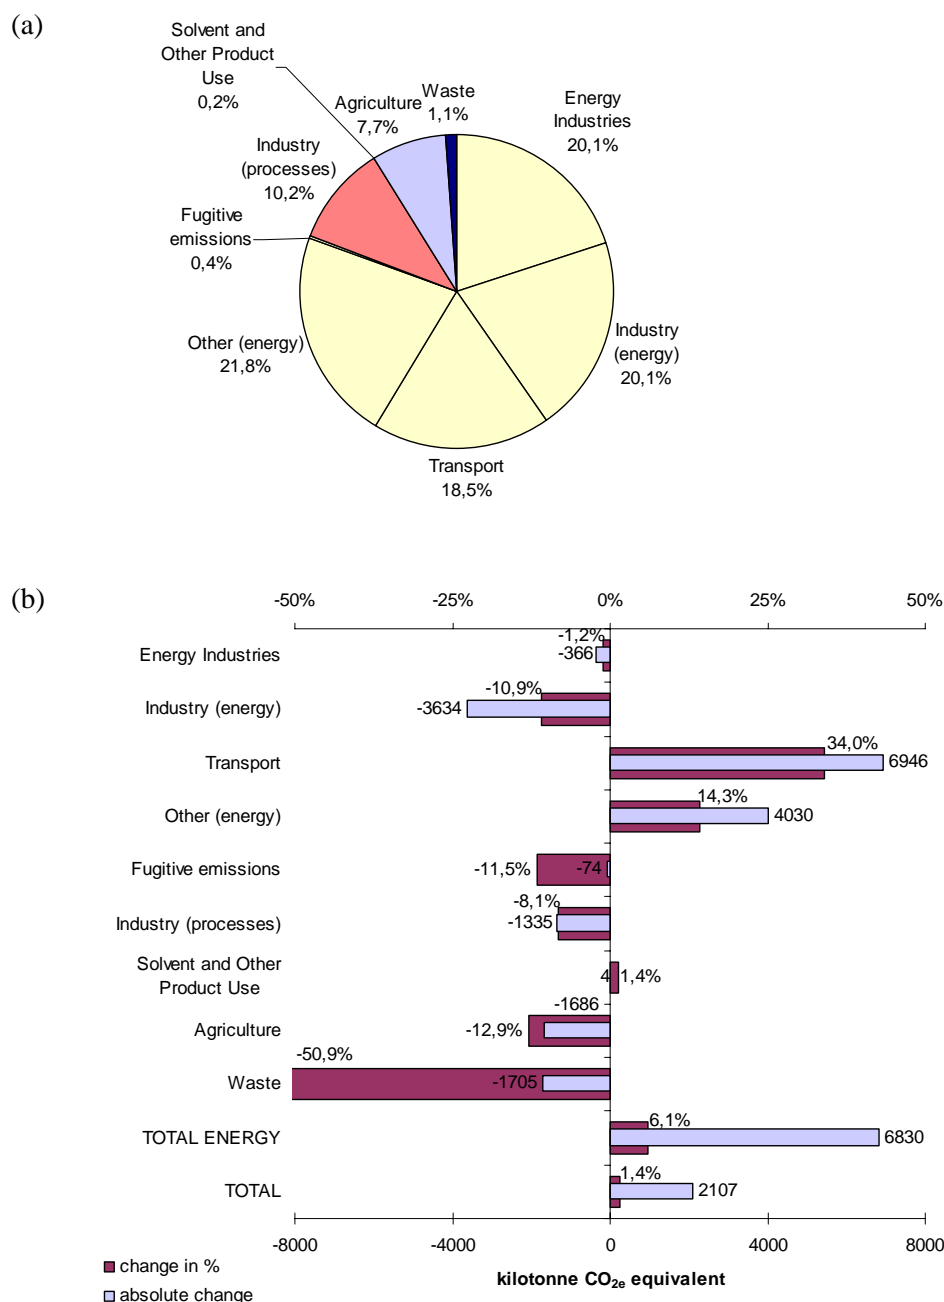 (a)
Solvent and
Other Product
Use
0,2%
Agriculture
7,7%
Waste
1,1%
Energy
Industries
20,1%
Industry
(processes)
10,2%
Fugitive
emissions
0,4%
Other (energy)
21,8%
Industry
(energy)
20,1%
Transport
18,5%
(b)
-50%
-25%
0%
25%
50%
Energy Industries
-1,2%
-366
Industry (energy)
-10,9%
-3634
Transport
34,0%
6946
Other (energy)
14,3%
4030
Fugitive emissions
-11,5%
-74
Industry (processes)
-8,1%
-1335
Solvent and Other
Product Use
4
1,4%
Agriculture
-1686
-12,9%
Waste
-50,9%
-1705
TOTAL ENERGY
6,1%
6830
TOTAL
1,4%
2107
-8000
-4000
0
4000
8000
kilotonne CO2e equivalent
change in %
absolute change